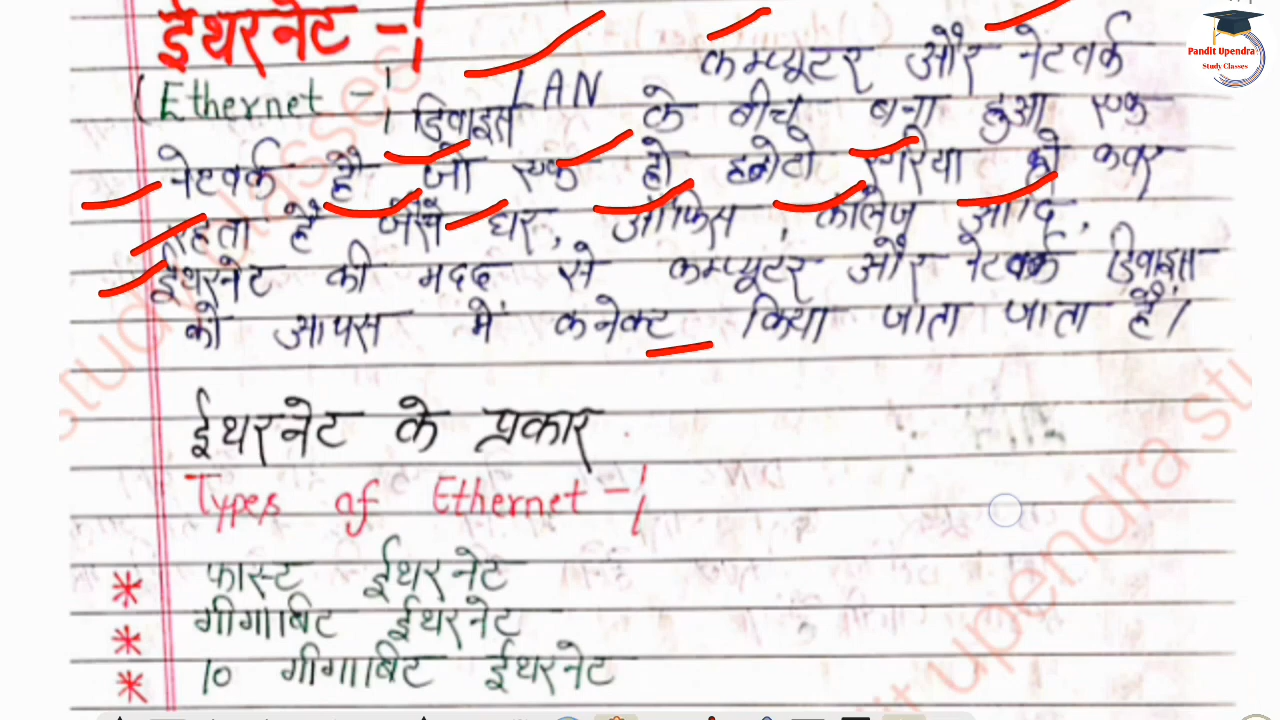 ईथरनेट -:
Pandit Upendra
Study Classes
LAN कम्प्यूटर और नेटवर्क
(Ethernet -: डिवाइस के बीच बना हुआ एक
नेटवर्क है जो एक ही छोटी एरिया को कवर
रहता है जैसे घर, ऑफिस, कॉलेज आदि,
ईथरनेट की मदद से कम्प्यूटर और नेटवर्क डिवाइस
को आपस में कनेक्ट किया जाता जाता है।
ईथरनेट के प्रकार
Types of Ethernet -:
* फास्ट ईथरनेट
* गीगाबिट ईथरनेट
* 10 गीगाबिट ईथरनेट